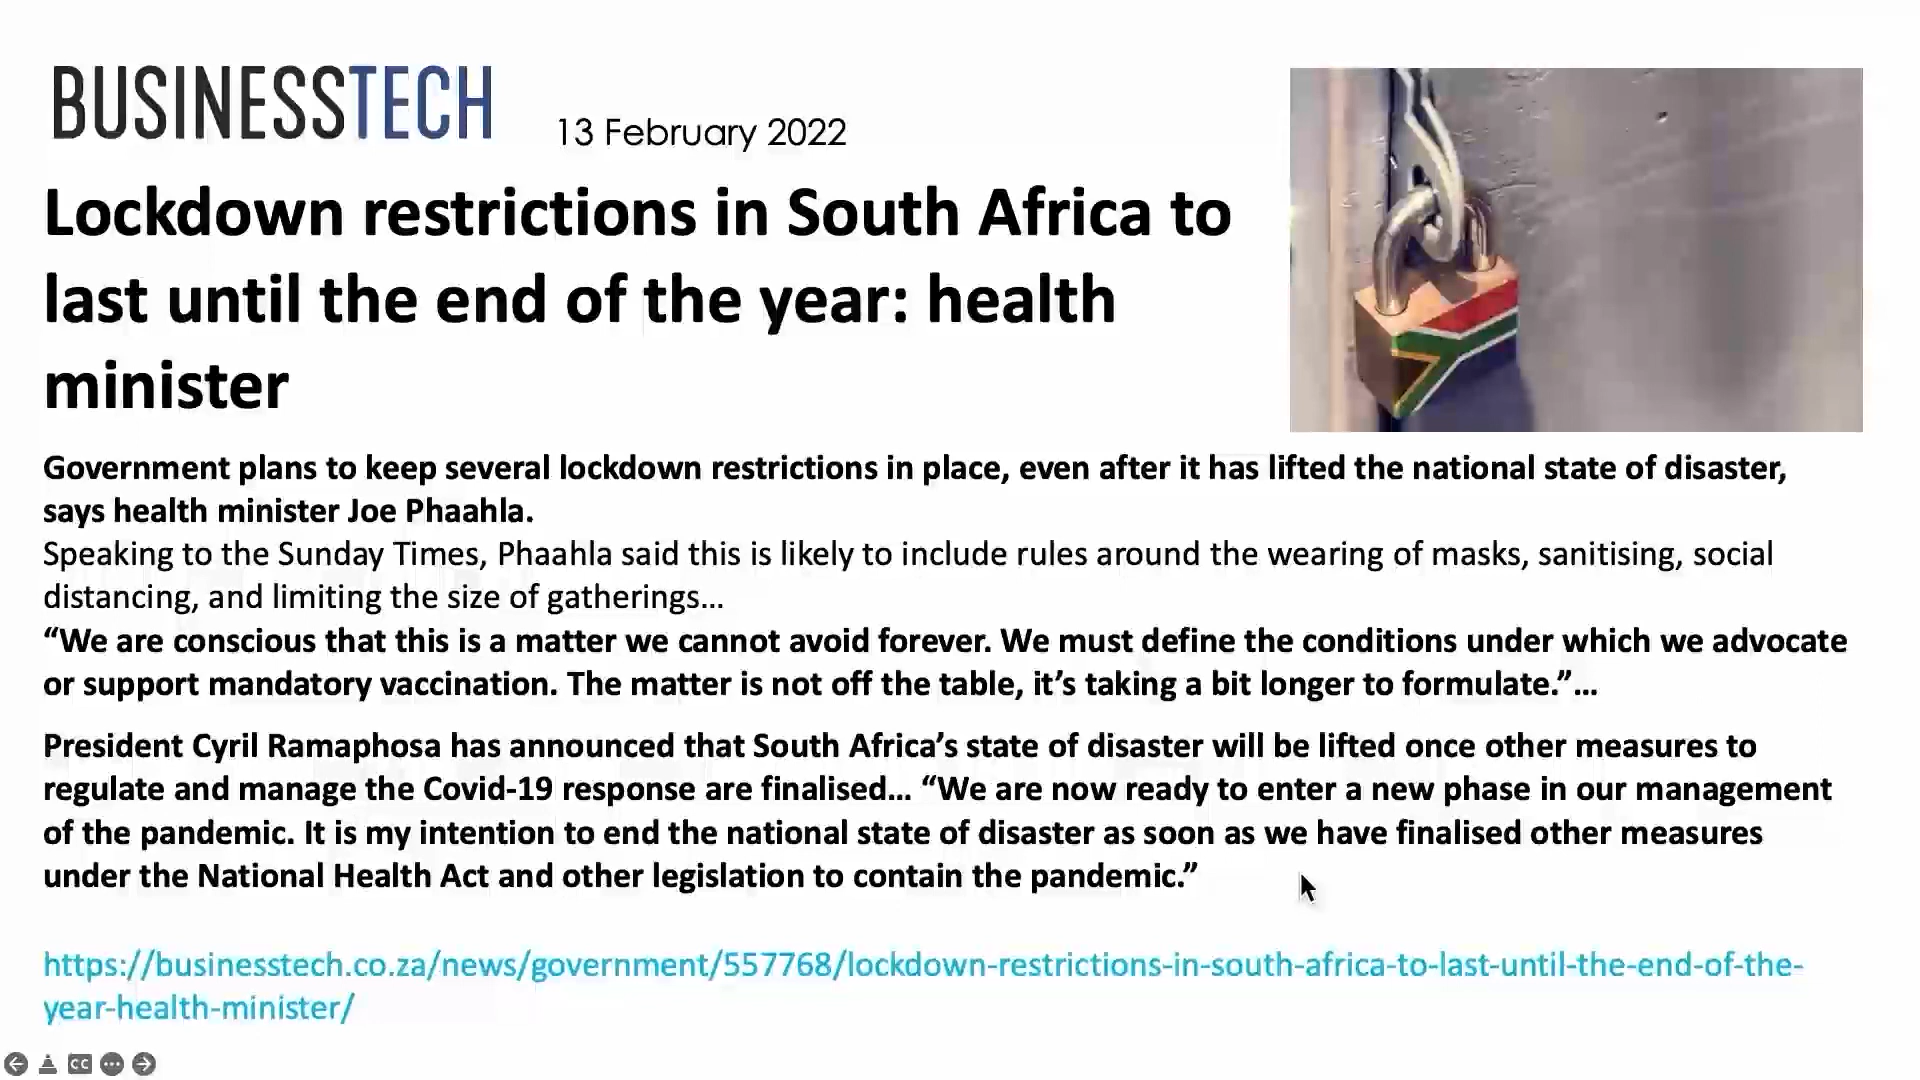 BUSINESSTECH
13 February 2022
Lockdown restrictions in South Africa to
last until the end of the year: health
minister
Government plans to keep several lockdown restrictions in place, even after it has lifted the national state of disaster,
says health minister Joe Phaahla.
Speaking to the Sunday Times, Phaahla said this is likely to include rules around the wearing of masks, sanitising, social
distancing, and limiting the size of gatherings…
“We are conscious that this is a matter we cannot avoid forever. We must define the conditions under which we advocate
or support mandatory vaccination. The matter is not off the table, it’s taking a bit longer to formulate.”…
President Cyril Ramaphosa has announced that South Africa’s state of disaster will be lifted once other measures to
regulate and manage the Covid-19 response are finalised… “We are now ready to enter a new phase in our management
of the pandemic. It is my intention to end the national state of disaster as soon as we have finalised other measures
under the National Health Act and other legislation to contain the pandemic.”
https://businesstech.co.za/news/government/557768/lockdown-restrictions-in-south-africa-to-last-until-the-end-of-the-
year-health-minister/
CC